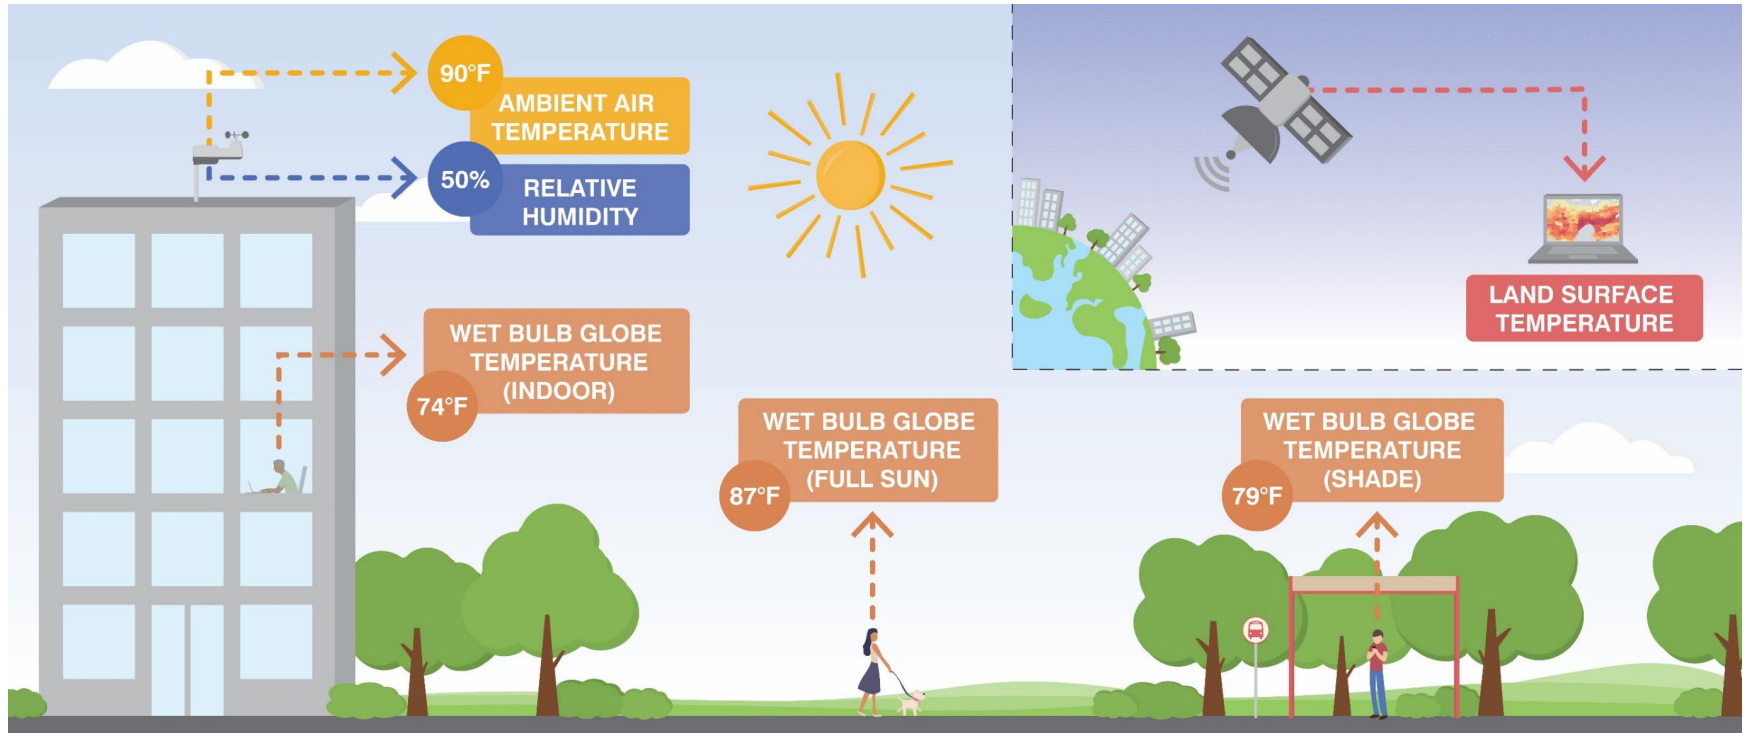 90°F
AMBIENT AIR
TEMPERATURE
50%
RELATIVE
HUMIDITY
LAND SURFACE
TEMPERATURE
WET BULB GLOBE
TEMPERATURE
(INDOOR)
74°F
WET BULB GLOBE
TEMPERATURE
(FULL SUN)
87°F
WET BULB GLOBE
TEMPERATURE
(SHADE)
79°F